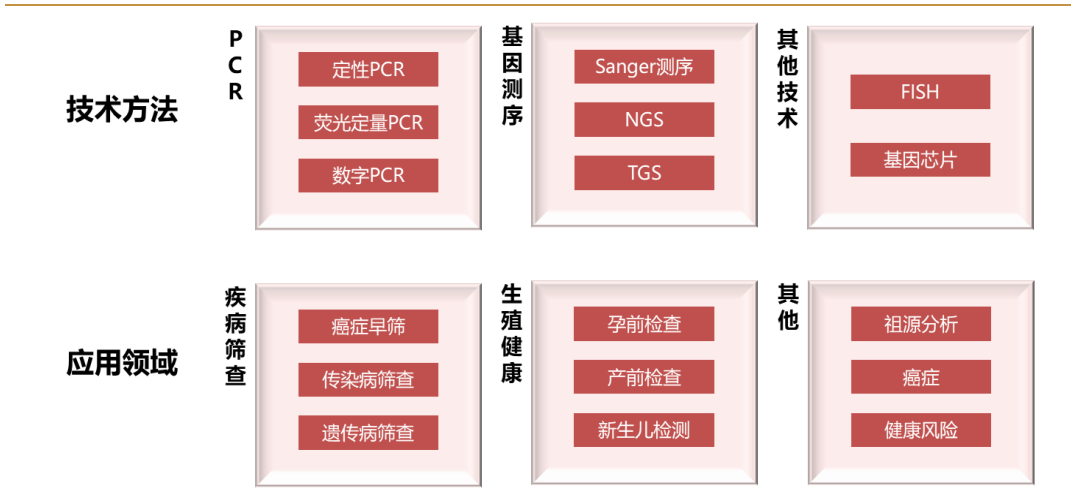 技术方法
PCR
定性PCR
荧光定量PCR
数字PCR
基因测序
Sanger测序
NGS
TGS
其他技术
FISH
基因芯片
应用领域
疾病筛查
癌症早筛
传染病筛查
遗传病筛查
生殖健康
孕前检查
产前检查
新生儿检测
其他
祖源分析
癌症
健康风险